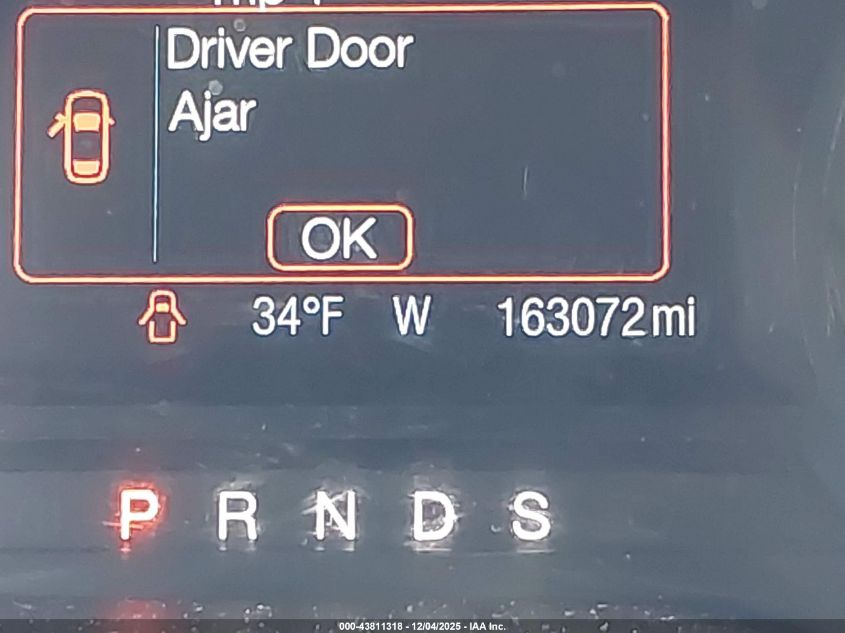 Driver Door
Ajar
OK
34°F W 163072mi
P R N D S
000-43811318 - 12/04/2025 - IAA Inc.